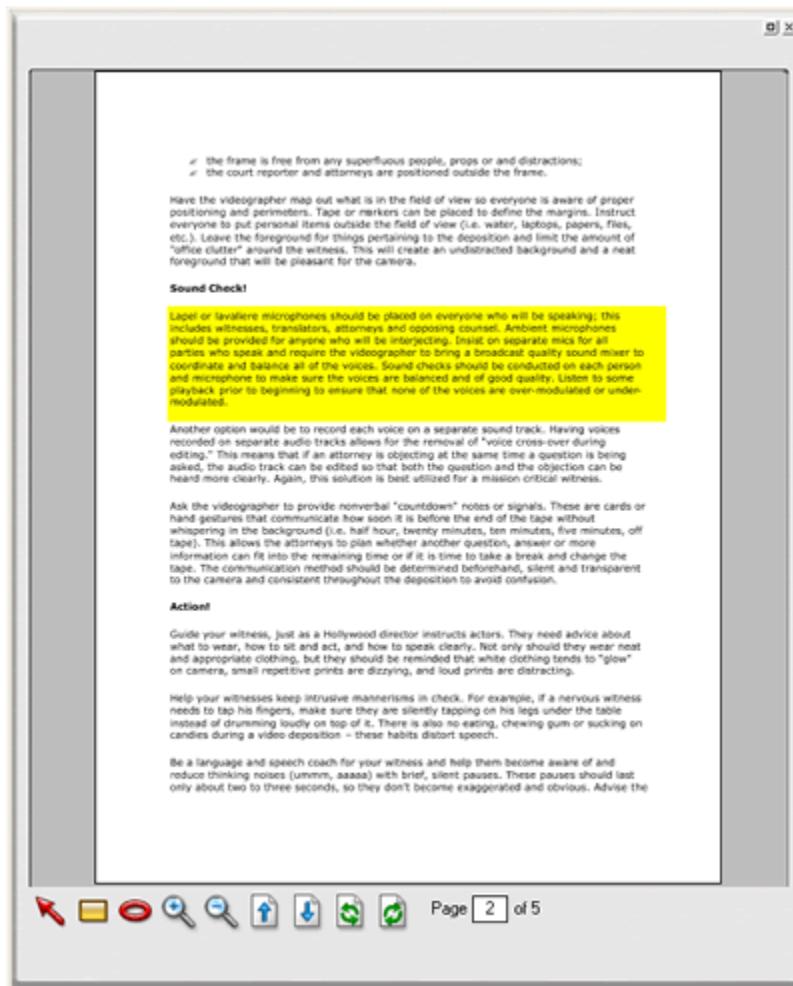 the frame is free from any superfluous people, props or and distractions;
the court reporter and attorneys are positioned outside the frame.
Have the videographer map out what is in the field of view so everyone is aware of proper
positioning and perimeters. Tape or markers can be placed to define the margins. Instruct
everyone to put personal items outside the field of view (i.e. water, laptops, papers, files,
etc.). Leave the foreground for things pertaining to the deposition and limit the amount of
"office clutter" around the witness. This will create an undistracted background and a neat
foreground that will be pleasant for the camera.
Sound Check!
Lapel or lavaliere microphones should be placed on everyone who will be speaking; this
includes witnesses, translators, attorneys and opposing counsel. Ambient microphones
should be provided for anyone who will be interjecting. Insist on separate mics for all
parties who speak and require the videographer to bring a broadcast quality sound mixer to
coordinate and balance all of the voices. Sound checks should be conducted on each person
and microphone to make sure the voices are balanced and of good quality. Listen to some
playback prior to beginning to ensure that none of the voices are over-modulated or under-
modulated.
Another option would be to record each voice on a separate sound track. Having voices
recorded on separate audio tracks allows for the removal of "voice cross-over during
editing." This means that if an attorney is objecting at the same time a question is being
asked, the audio track can be edited so that both the question and the objection can be
heard more clearly. Again, this solution is best utilized for a mission critical witness.
Ask the videographer to provide nonverbal "countdown" notes or signals. These are cards or
hand gestures that communicate how soon it is before the end of the tape without
whispering in the background (i.e. half hour, twenty minutes, ten minutes, five minutes, off
tape). This allows the attorneys to plan whether another question, answer or more
information can fit into the remaining time or if it is time to take a break and change the
tape. The communication method should be determined beforehand, silent and transparent
to the camera and consistent throughout the deposition to avoid confusion.
Action!
Guide your witness, just as a Hollywood director instructs actors. They need advice about
what to wear, how to sit and act, and how to speak clearly. Not only should they wear neat
and appropriate clothing, but they should be reminded that white clothing tends to "glow"
on camera, small repetitive prints are dizzying, and loud prints are distracting.
Help your witnesses keep intrusive mannerisms in check. For example, if a nervous witness
needs to tap his fingers, make sure they are silently tapping on his legs under the table
instead of drumming loudly on top of it. There is also no eating, chewing gum or sucking on
candies during a video deposition – these habits distort speech.
Be a language and speech coach for your witness and help them become aware of and
reduce thinking noises (ummm, aaaaa) with brief, silent pauses. These pauses should last
only about two to three seconds, so they don't become exaggerated and obvious. Advise the
Page 2 of 5